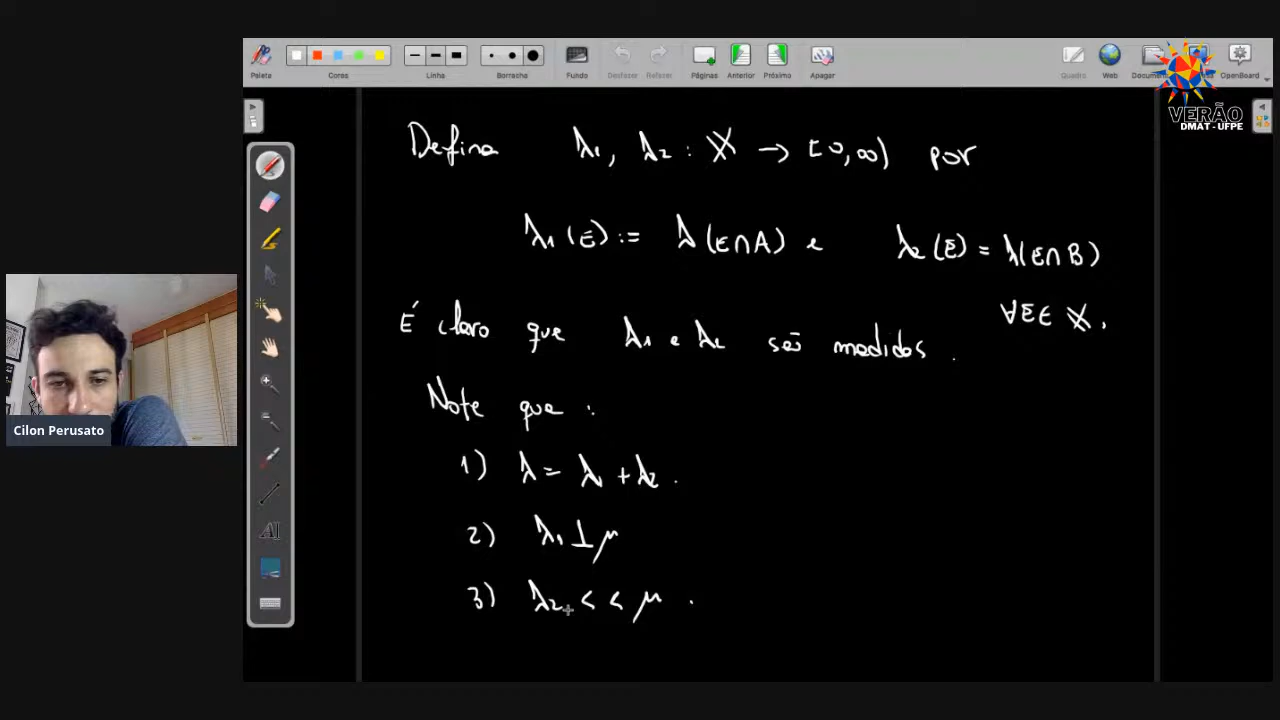 Paleta Cores Linha Borracha Fundo Desfazer Refazer Páginas Anterior Próximo Apagar Quadro Web OpenBoard
VERÃO
DMAT - UFPE
Defina λ1, λ2 : 𝕏 → [0, ∞) por
λ1(E) := λ(E∩A) e λ2(E) = λ(E∩B)
∀E∈ 𝕏,
É claro que λ1 e λ2 são medidas .
Note que :
1) λ = λ1 + λ2 .
2) λ1 ⊥ μ
3) λ2 << μ .
Cilon Perusato
AI